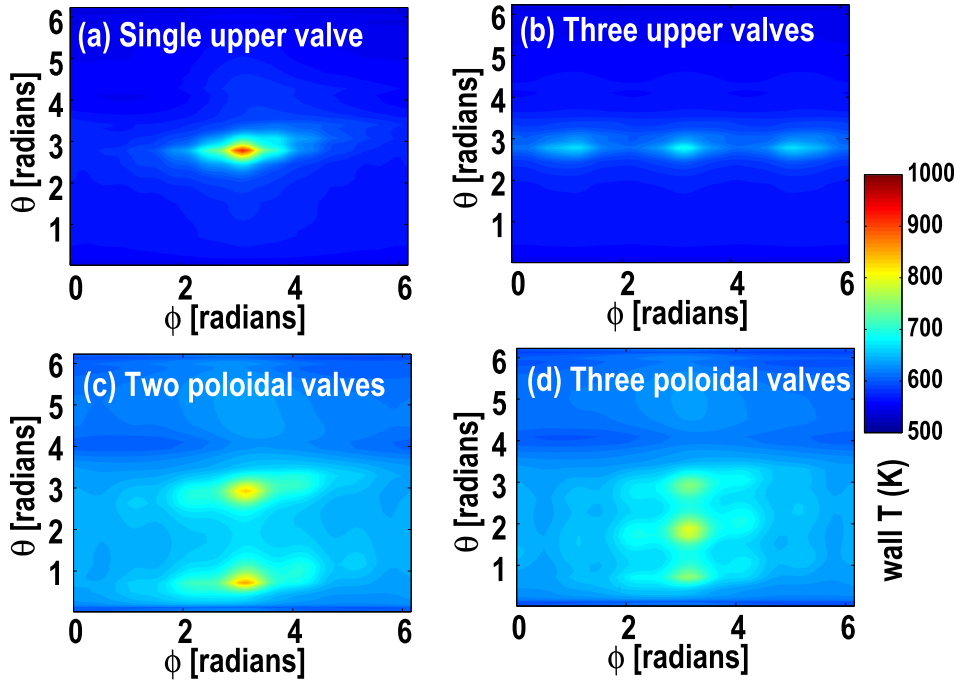 (a) Single upper valve
6
5
4
3
2
1
θ [radians]
0 2 4 6
ϕ [radians]
(b) Three upper valves
6
5
4
3
2
1
θ [radians]
0 2 4 6
ϕ [radians]
1000
900
800
700
600
500
wall T (K)
(c) Two poloidal valves
6
5
4
3
2
1
θ [radians]
0 2 4 6
ϕ [radians]
(d) Three poloidal valves
6
5
4
3
2
1
θ [radians]
0 2 4 6
ϕ [radians]